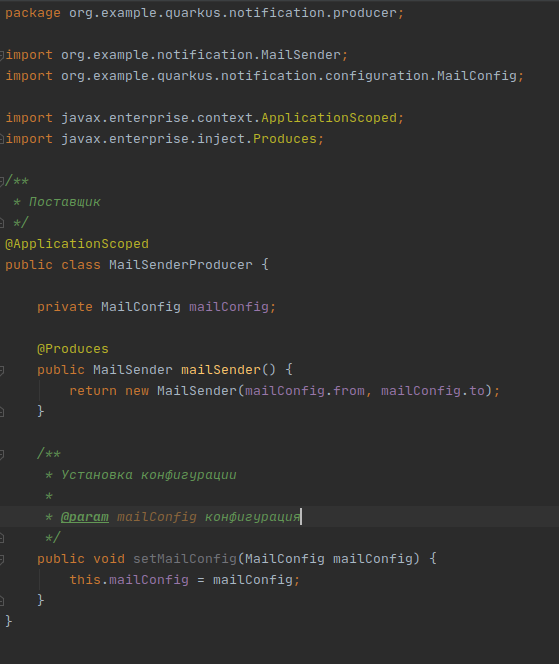 package org.example.quarkus.notification.producer;
import org.example.notification.MailSender;
import org.example.quarkus.notification.configuration.MailConfig;
import javax.enterprise.context.ApplicationScoped;
import javax.enterprise.inject.Produces;
/**
 * Поставщик
 */
@ApplicationScoped
public class MailSenderProducer {
    private MailConfig mailConfig;
    @Produces
    public MailSender mailSender() {
        return new MailSender(mailConfig.from, mailConfig.to);
    }
    /**
     * Установка конфигурации
     *
     * @param mailConfig конфигурация
     */
    public void setMailConfig(MailConfig mailConfig) {
        this.mailConfig = mailConfig;
    }
}